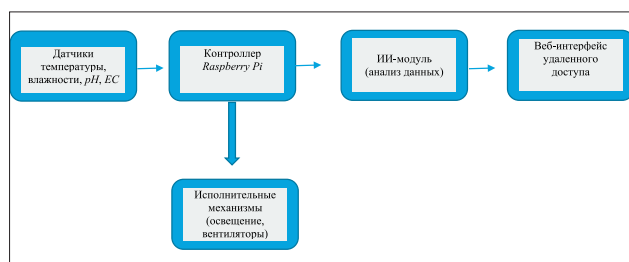 Датчики
температуры,
влажности, pH, EC
Контроллер
Raspberry Pi
ИИ-модуль
(анализ данных)
Веб-интерфейс
удаленного
доступа
Исполнительные
механизмы
(освещение,
вентиляторы)